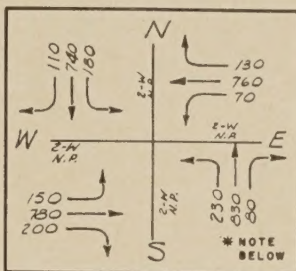 N
110 740 180
130
760
70
2-W
N.P.
W
2-W
N.P.
2-W
N.P.
E
150
780
200
2-W
N.P.
230 830 80
S
* NOTE
BELOW